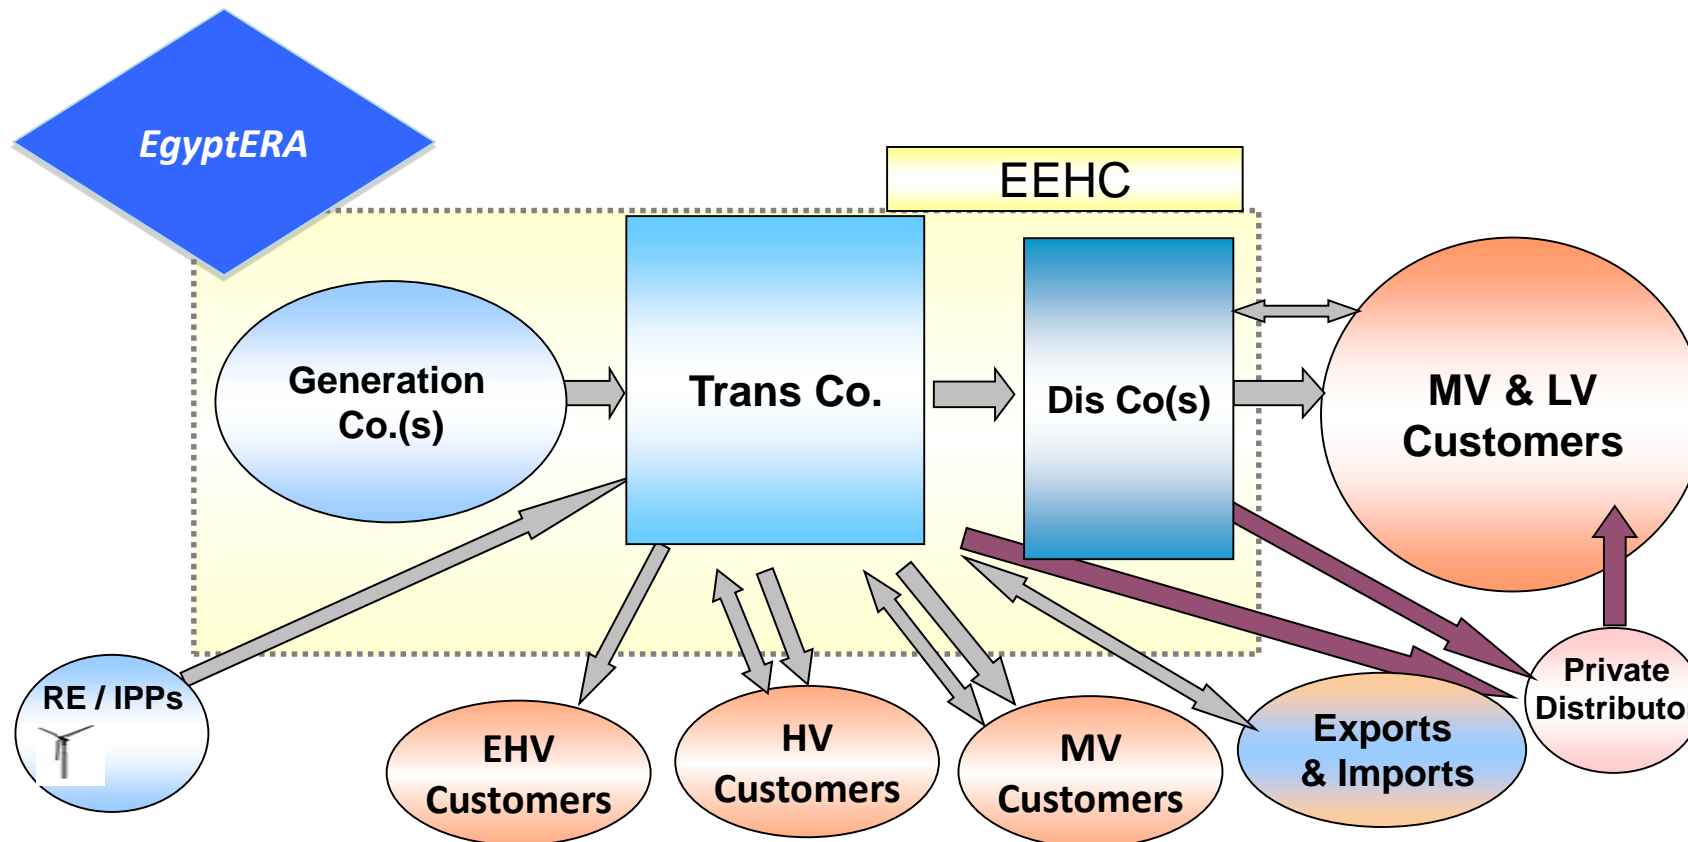 EgyptERA
EEHC
Generation
Co.(s)
Trans Co.
Dis Co(s)
MV & LV
Customers
RE / IPPs
EHV
Customers
HV
Customers
MV
Customers
Exports
& Imports
Private
Distributor